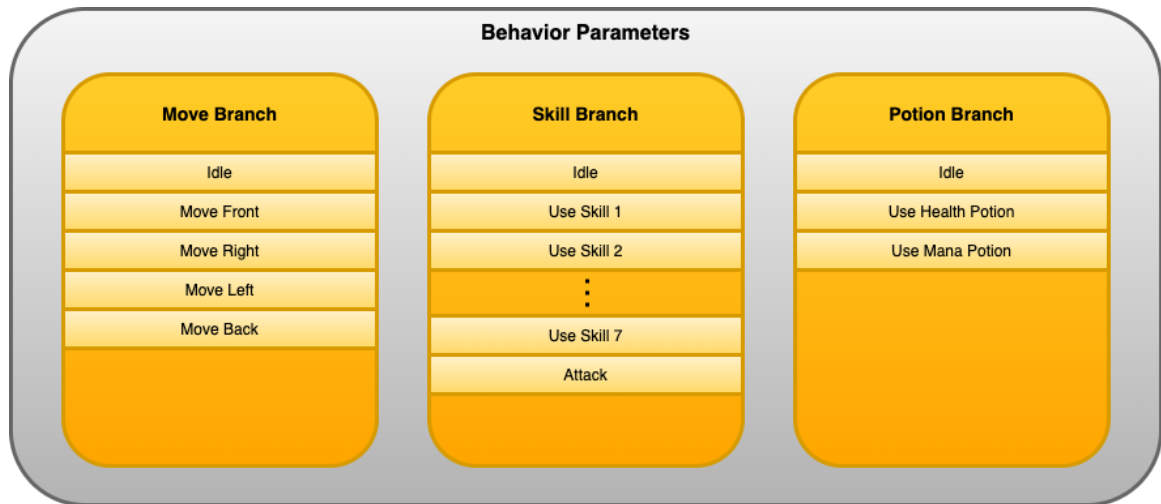 Behavior Parameters
Move Branch
Idle
Move Front
Move Right
Move Left
Move Back
Skill Branch
Idle
Use Skill 1
Use Skill 2
⋮
Use Skill 7
Attack
Potion Branch
Idle
Use Health Potion
Use Mana Potion